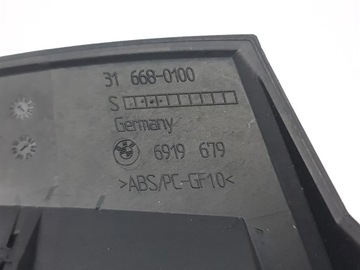 31 668-0100
S
Germany
6919 679
>ABS/PC-GF10<